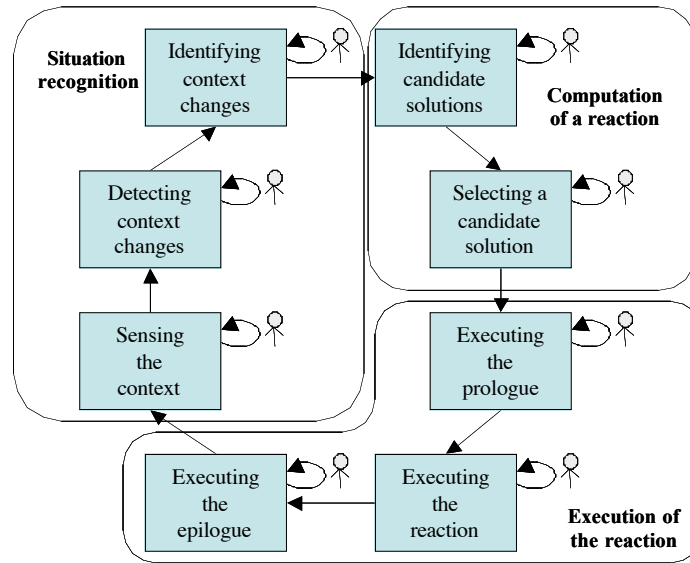 Situation
recognition
Identifying
context
changes
Identifying
candidate
solutions
Computation
of a reaction
Detecting
context
changes
Selecting a
candidate
solution
Sensing
the
context
Executing
the
prologue
Executing
the
epilogue
Executing
the
reaction
Execution of
the reaction